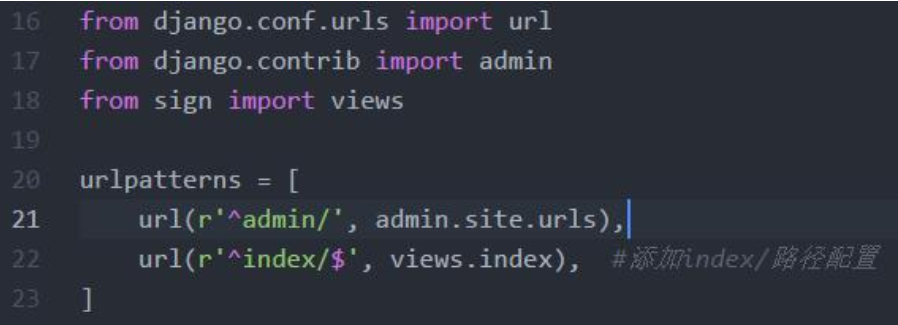 16 from django.conf.urls import url
17 from django.contrib import admin
18 from sign import views
19
20 urlpatterns = [
21     url(r'^admin/', admin.site.urls),
22     url(r'^index/$', views.index),  #添加index/路径配置
23 ]